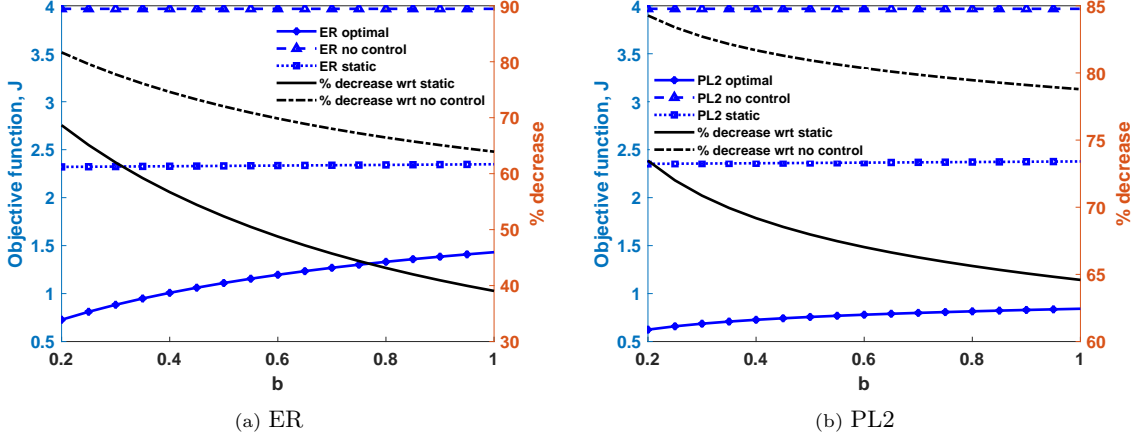 4
3.5
3
2.5
2
1.5
1
0.5
Objective function, J
ER optimal
ER no control
ER static
% decrease wrt static
% decrease wrt no control
90
80
70
60
50
40
30
% decrease
0.2 0.4 0.6 0.8 1
b
(a) ER
4
3.5
3
2.5
2
1.5
1
0.5
Objective function, J
PL2 optimal
PL2 no control
PL2 static
% decrease wrt static
% decrease wrt no control
85
80
75
70
65
60
% decrease
0.2 0.4 0.6 0.8 1
b
(b) PL2